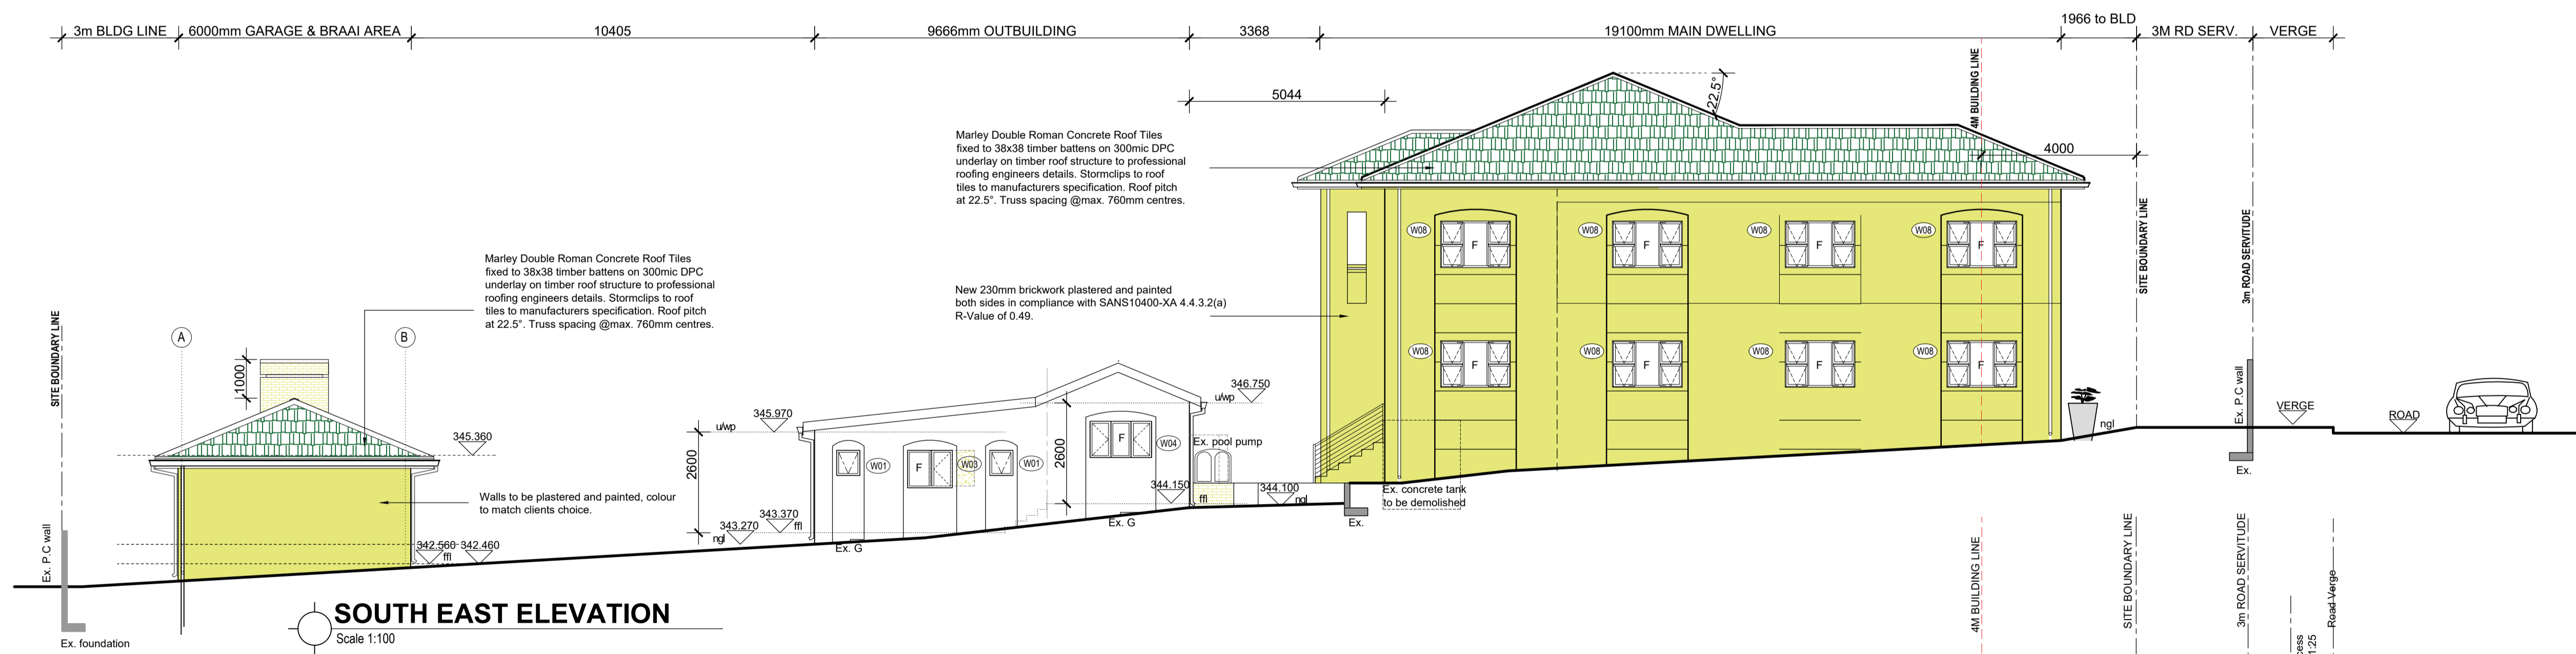 1966 to BLD
3m BLDG LINE
6000mm GARAGE & BRAAI AREA
10405
9666mm OUTBUILDING
3368
19100mm MAIN DWELLING
3M RD SERV.
VERGE
4M BUILDING LINE
22.5°
5044
4000
Marley Double Roman Concrete Roof Tiles
fixed to 38x38 timber battens on 300mic DPC
underlay on timber roof structure to professional
roofing engineers details. Stormclips to roof
tiles to manufacturers specification. Roof pitch
at 22.5°. Truss spacing @max. 760mm centres.
SITE BOUNDARY LINE
3m ROAD SERVITUDE
W08
F
W08
F
W08
F
W08
F
Marley Double Roman Concrete Roof Tiles
fixed to 38x38 timber battens on 300mic DPC
underlay on timber roof structure to professional
roofing engineers details. Stormclips to roof
tiles to manufacturers specification. Roof pitch
at 22.5°. Truss spacing @max. 760mm centres.
New 230mm brickwork plastered and painted
both sides in compliance with SANS10400-XA 4.4.3.2(a)
R-Value of 0.49.
SITE BOUNDARY LINE
A
B
W08
F
W08
F
W08
F
W08
F
1000
346.750
u/wp
345.970
u/wp
345.360
Ex. P.C wall
VERGE
ROAD
ngl
F
W04
Ex. pool pump
2600
2600
W01
F
W03
W01
Ex.
Walls to be plastered and painted, colour
to match clients choice.
344.150
ffl
344.100
ngl
Ex. concrete tank
to be demolished
343.370
ffl
343.270
ngl
Ex. G
Ex. G
Ex.
342.560
ffl
342.460
Ex. P.C wall
Ex. foundation
SOUTH EAST ELEVATION
Scale 1:100
4M BUILDING LINE
SITE BOUNDARY LINE
3m ROAD SERVITUDE
Road Verge
1:25